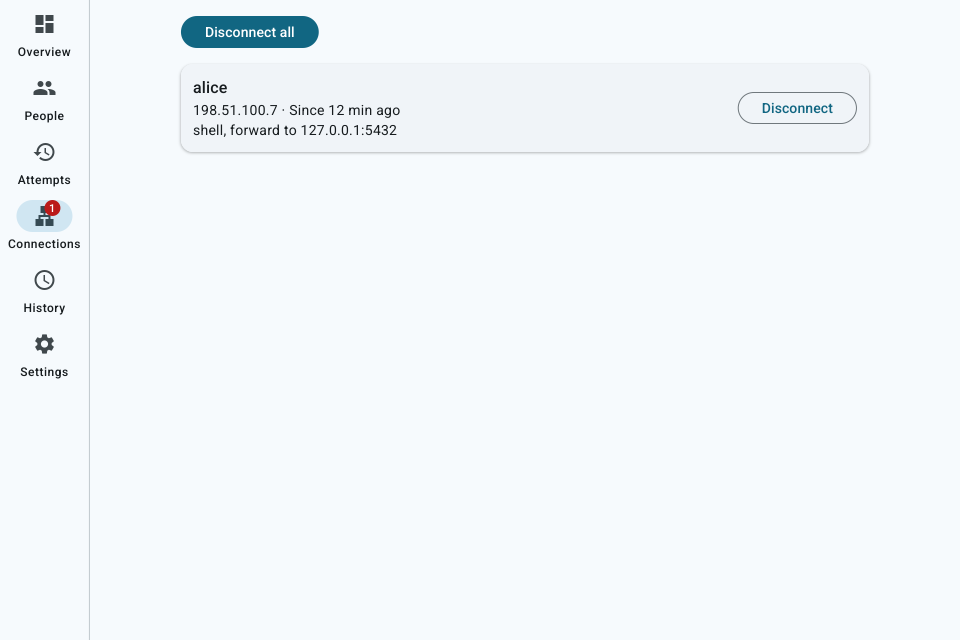 Overview
People
Attempts
1
Connections
History
Settings
Disconnect all
alice
198.51.100.7 · Since 12 min ago
shell, forward to 127.0.0.1:5432
Disconnect